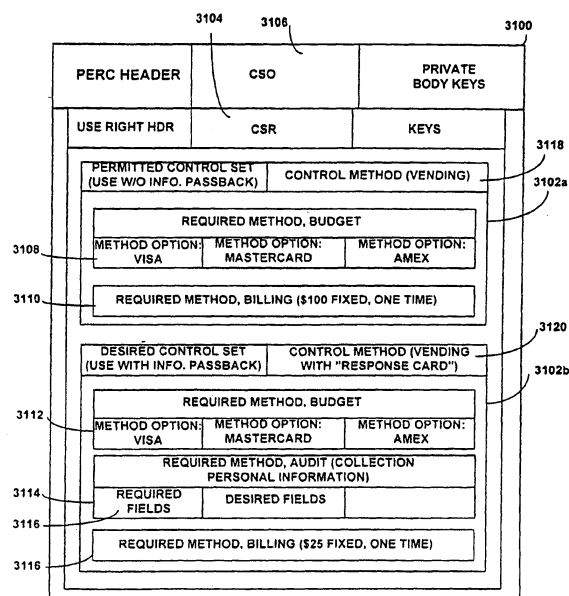 3104
3106
3100
PERC HEADER
CSO
PRIVATE
BODY KEYS
USE RIGHT HDR
CSR
KEYS
3118
PERMITTED CONTROL SET
(USE W/O INFO. PASSBACK)
CONTROL METHOD (VENDING)
3102a
REQUIRED METHOD, BUDGET
3108
METHOD OPTION:
VISA
METHOD OPTION:
MASTERCARD
METHOD OPTION:
AMEX
3110
REQUIRED METHOD, BILLING ($100 FIXED, ONE TIME)
3120
DESIRED CONTROL SET
(USE WITH INFO. PASSBACK)
CONTROL METHOD (VENDING
WITH "RESPONSE CARD")
3102b
REQUIRED METHOD, BUDGET
3112
METHOD OPTION:
VISA
METHOD OPTION:
MASTERCARD
METHOD OPTION:
AMEX
REQUIRED METHOD, AUDIT (COLLECTION
PERSONAL INFORMATION)
3114
REQUIRED
FIELDS
DESIRED FIELDS
3116
REQUIRED METHOD. BILLING ($25 FIXED, ONE TIME)
3116